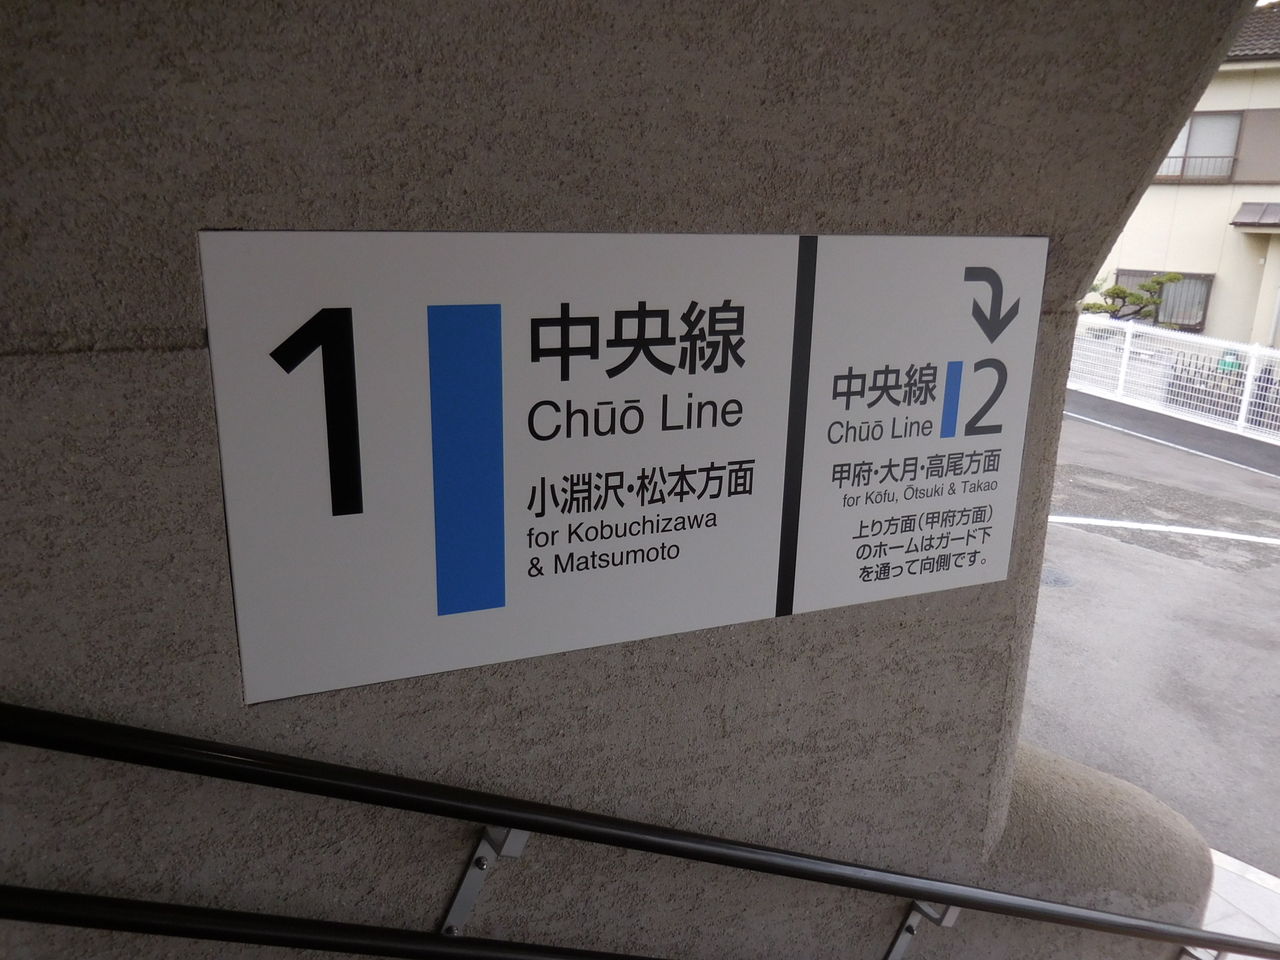 1
中央線
Chūō Line
小淵沢・松本方面
for Kobuchizawa
& Matsumoto
中央線
Chūō Line
2
甲府・大月・高尾方面
for Kōfu, Ōtsuki & Takao
上り方面(甲府方面)
のホームはガード下
を通って向側です。